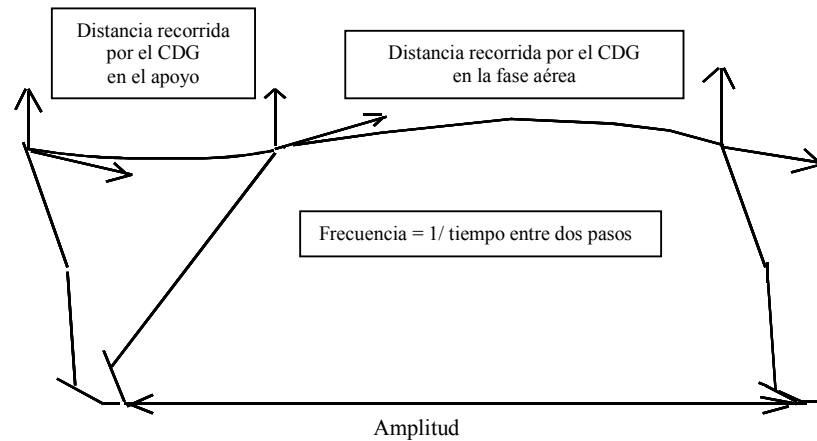 Distancia recorrida
por el CDG
en el apoyo
Distancia recorrida por el CDG
en la fase aérea
Frecuencia = 1/ tiempo entre dos pasos
Amplitud